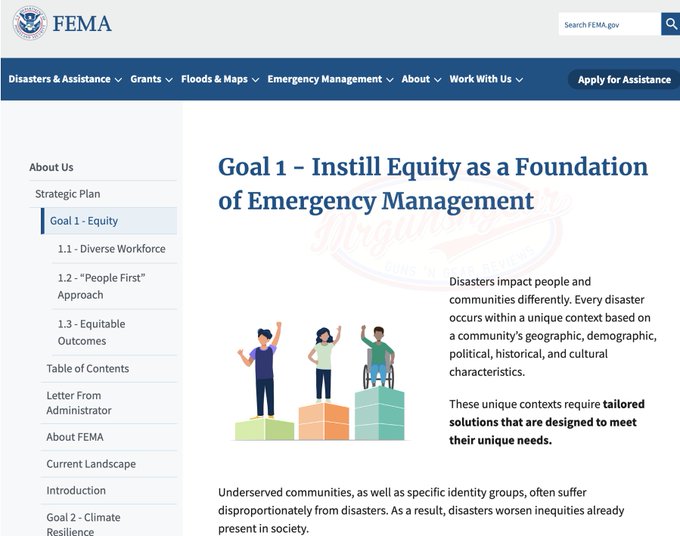 FEMA
Search FEMA.gov
Disasters & Assistance
Grants
Floods & Maps
Emergency Management
About
Work With Us
Apply for Assistance
About Us
Strategic Plan
Goal 1 - Equity
1.1 - Diverse Workforce
1.2 - “People First”
Approach
1.3 - Equitable
Outcomes
Table of Contents
Letter From
Administrator
About FEMA
Current Landscape
Introduction
Goal 2 - Climate
Resilience
Goal 1 - Instill Equity as a Foundation
of Emergency Management
GUNS 'N GEAR REVIEWS
Disasters impact people and
communities differently. Every disaster
occurs within a unique context based on
a community’s geographic, demographic,
political, historical, and cultural
characteristics.
These unique contexts require tailored
solutions that are designed to meet
their unique needs.
Underserved communities, as well as specific identity groups, often suffer
disproportionately from disasters. As a result, disasters worsen inequities already
present in society.